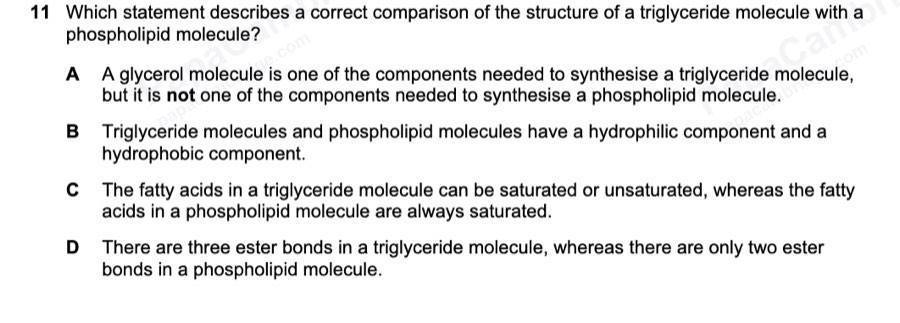 11 Which statement describes a correct comparison of the structure of a triglyceride molecule with a
phospholipid molecule?
A A glycerol molecule is one of the components needed to synthesise a triglyceride molecule,
but it is not one of the components needed to synthesise a phospholipid molecule.
B Triglyceride molecules and phospholipid molecules have a hydrophilic component and a
hydrophobic component.
C The fatty acids in a triglyceride molecule can be saturated or unsaturated, whereas the fatty
acids in a phospholipid molecule are always saturated.
D There are three ester bonds in a triglyceride molecule, whereas there are only two ester
bonds in a phospholipid molecule.